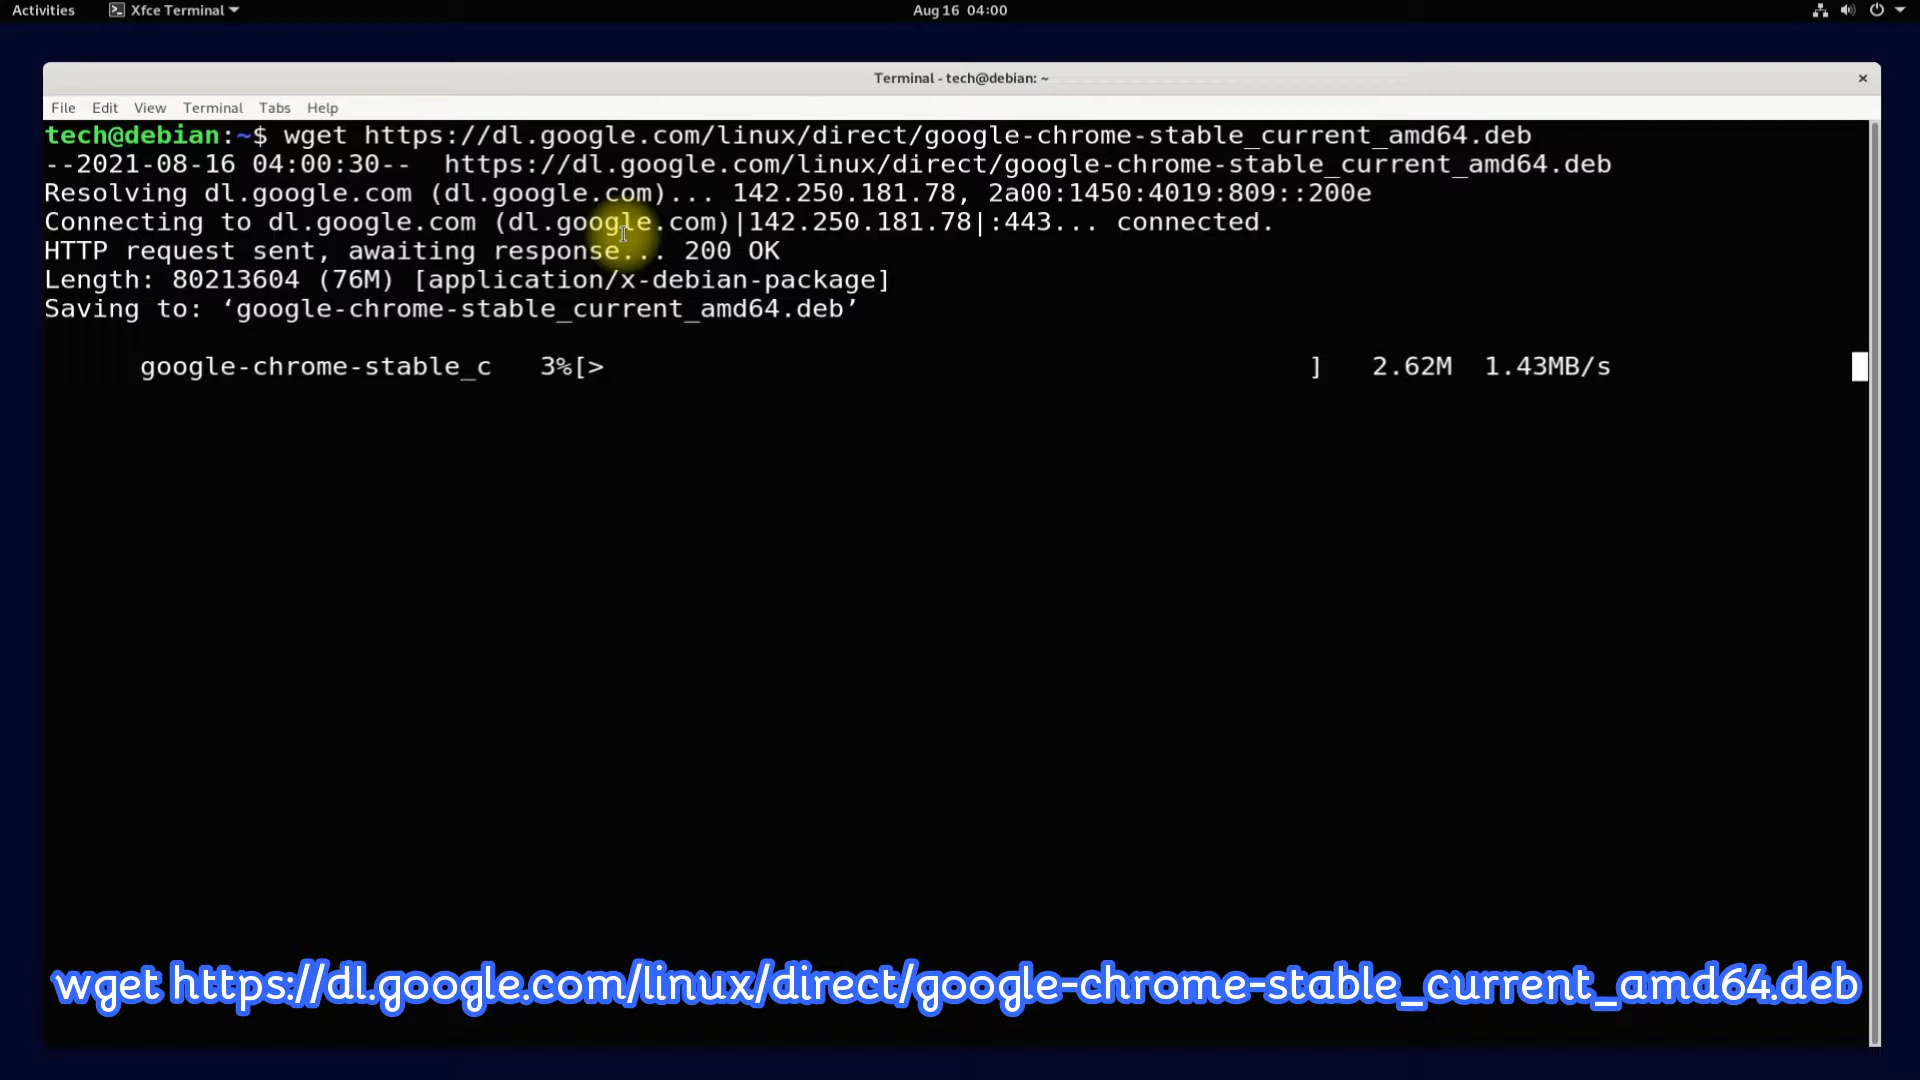 Activities Xfce Terminal Aug 16 04:00
Terminal - tech@debian: ~
File Edit View Terminal Tabs Help
tech@debian:~$ wget https://dl.google.com/linux/direct/google-chrome-stable_current_amd64.deb
--2021-08-16 04:00:30--  https://dl.google.com/linux/direct/google-chrome-stable_current_amd64.deb
Resolving dl.google.com (dl.google.com)... 142.250.181.78, 2a00:1450:4019:809::200e
Connecting to dl.google.com (dl.google.com)|142.250.181.78|:443... connected.
HTTP request sent, awaiting response... 200 OK
Length: 80213604 (76M) [application/x-debian-package]
Saving to: ‘google-chrome-stable_current_amd64.deb’
google-chrome-stable_c   3%[>                                            ]   2.62M  1.43MB/s
wget https://dl.google.com/linux/direct/google-chrome-stable_current_amd64.deb